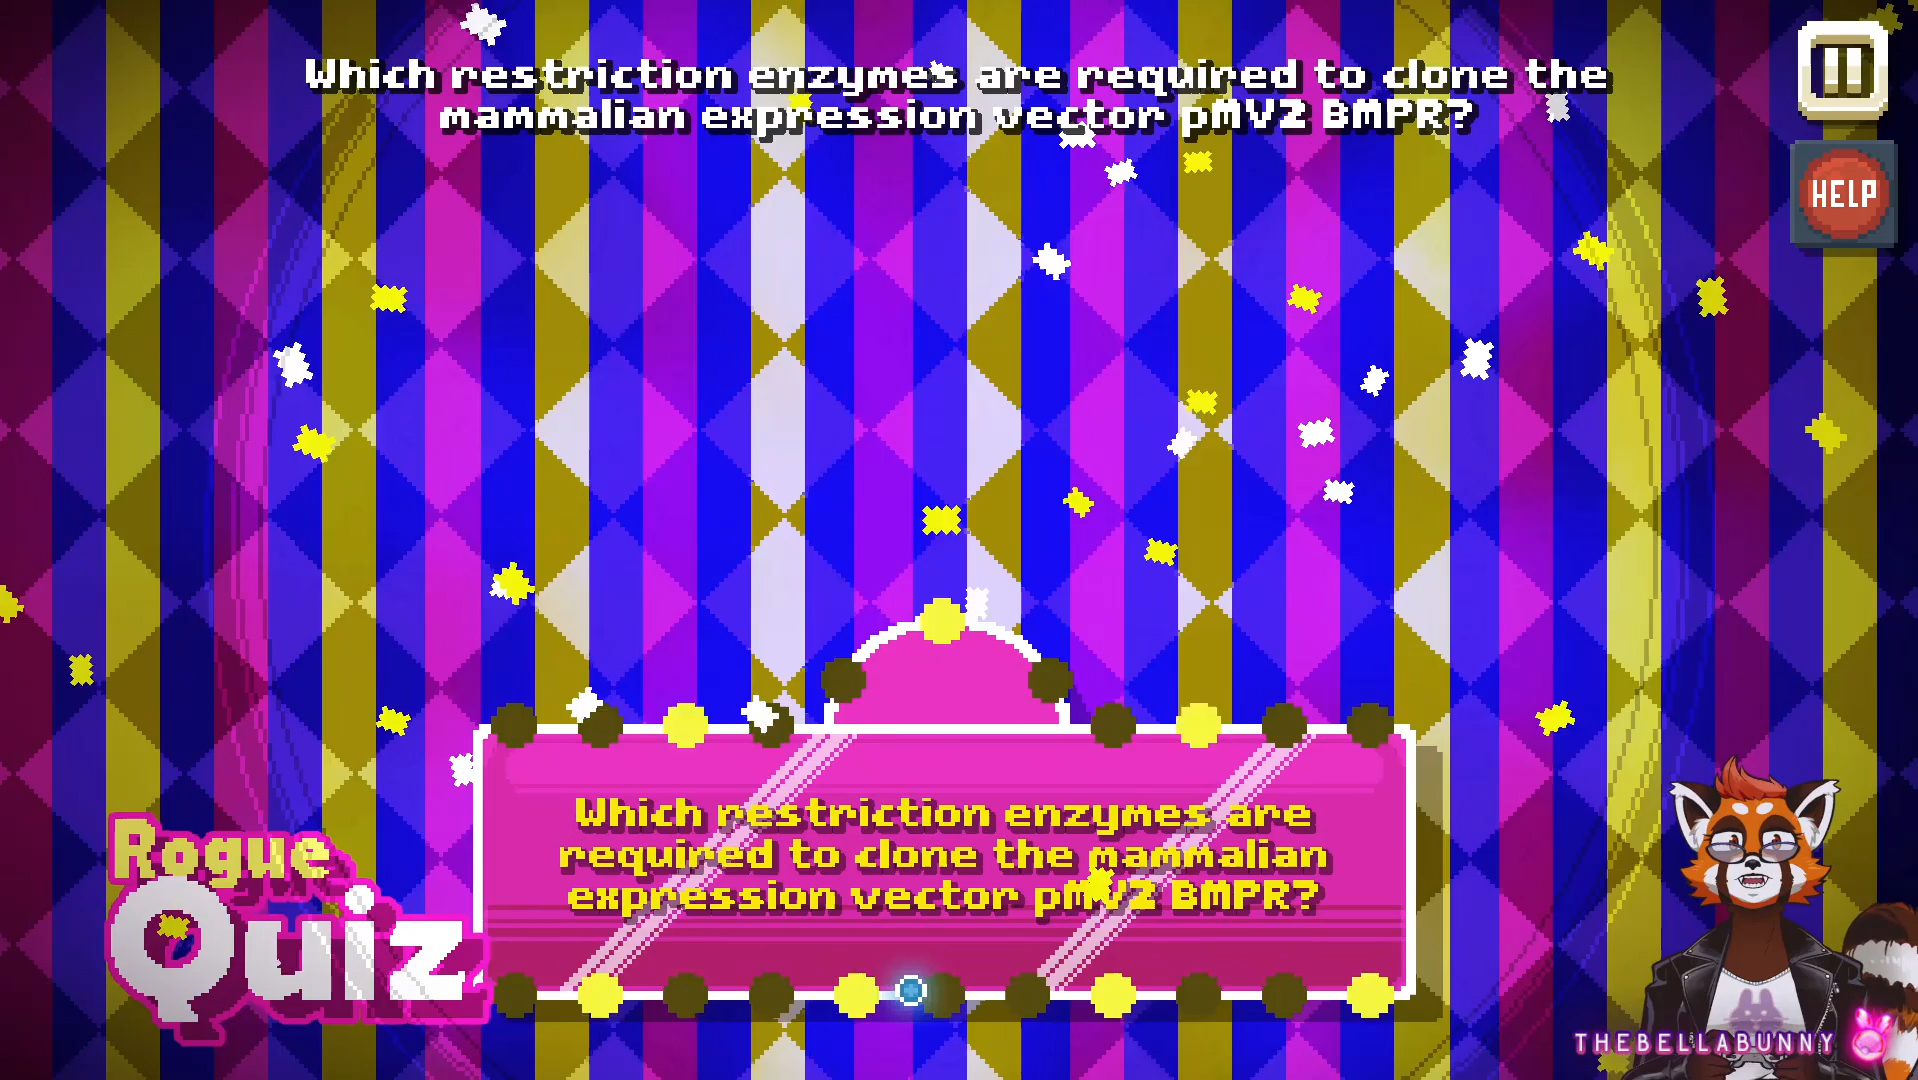 Which restriction enzymes are required to clone the
mammalian expression vector pMV2 BMPR?
HELP
Which restriction enzymes are
required to clone the mammalian
expression vector pMV2 BMPR?
Rogue
Quiz
THEBELLABUNNY